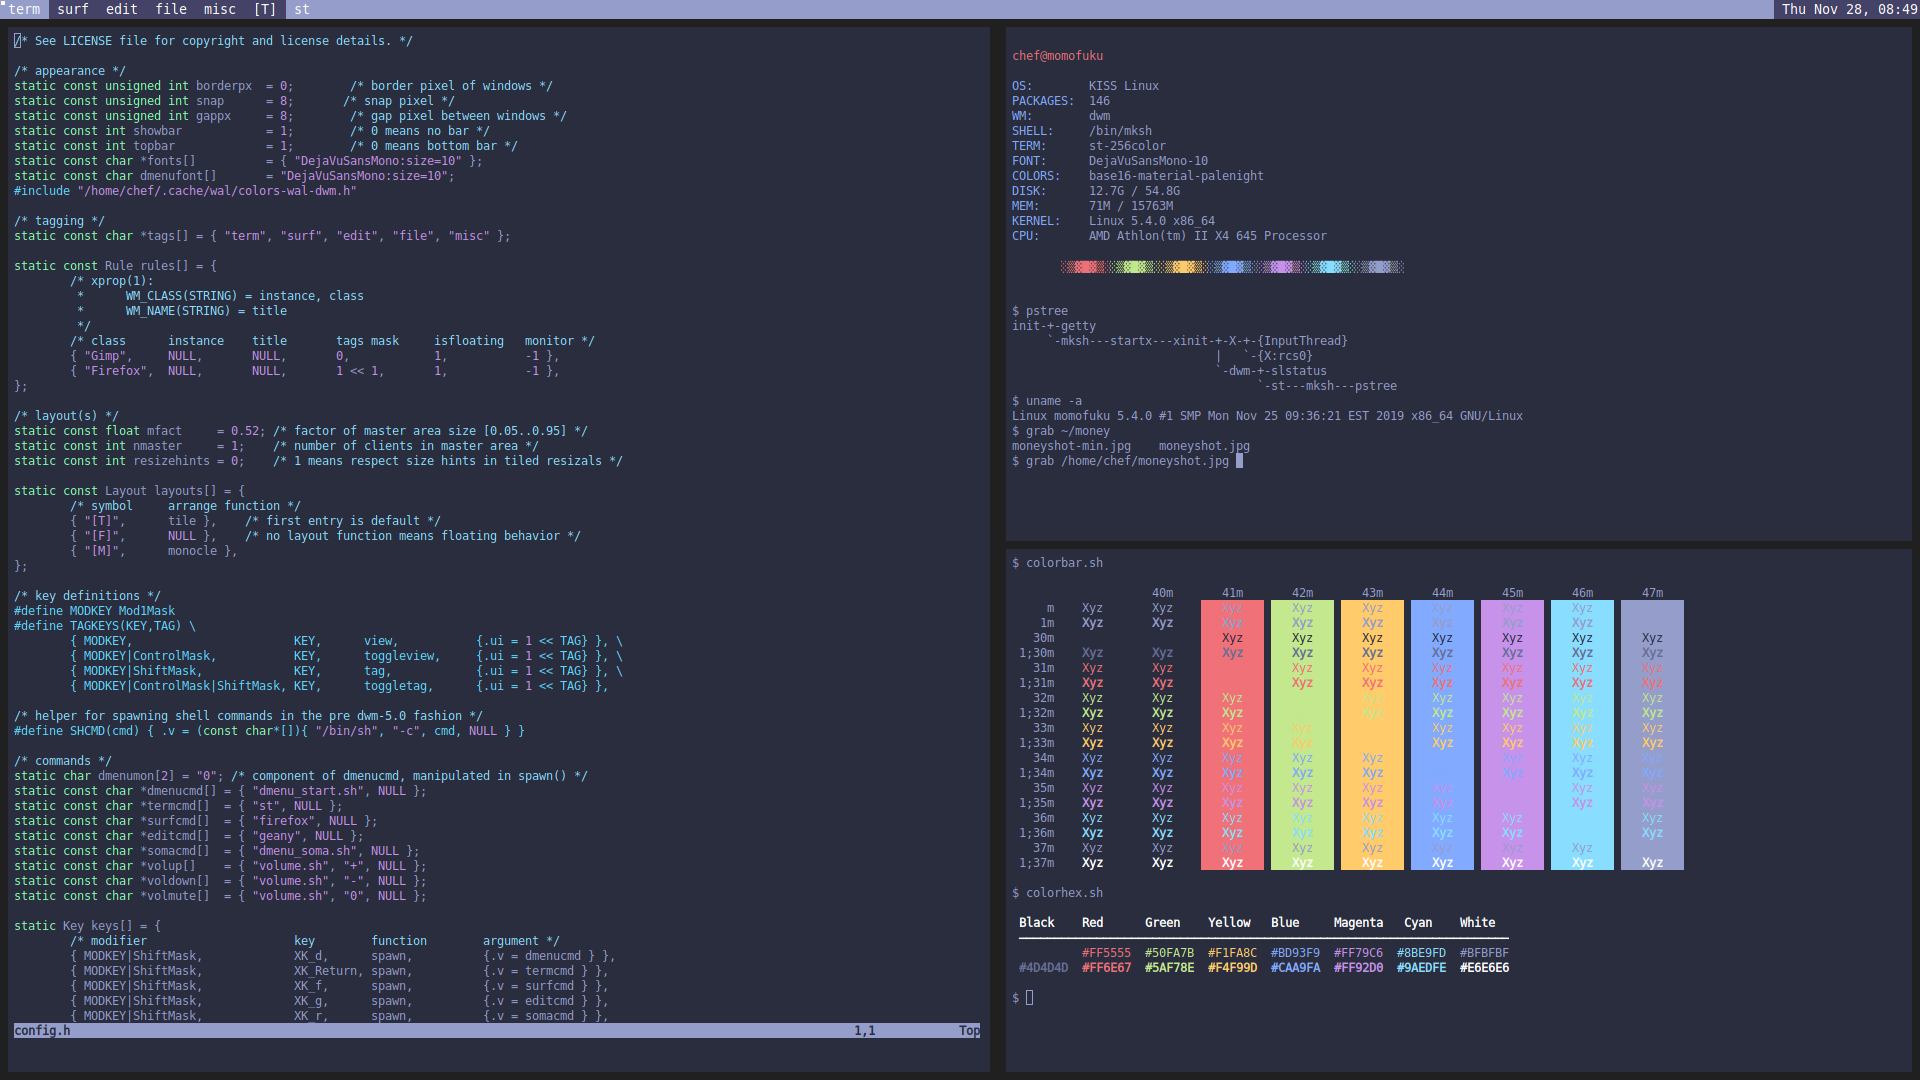 term surf edit file misc [T] st Thu Nov 28, 08:49
/* See LICENSE file for copyright and license details. */
/* appearance */
static const unsigned int borderpx  = 0;        /* border pixel of windows */
static const unsigned int snap      = 8;       /* snap pixel */
static const unsigned int gappx     = 8;        /* gap pixel between windows */
static const int showbar            = 1;        /* 0 means no bar */
static const int topbar             = 1;        /* 0 means bottom bar */
static const char *fonts[]          = { "DejaVuSansMono:size=10" };
static const char dmenufont[]       = "DejaVuSansMono:size=10";
#include "/home/chef/.cache/wal/colors-wal-dwm.h"
/* tagging */
static const char *tags[] = { "term", "surf", "edit", "file", "misc" };
static const Rule rules[] = {
/* xprop(1):
 *      WM_CLASS(STRING) = instance, class
 *      WM_NAME(STRING) = title
 */
/* class      instance    title       tags mask     isfloating   monitor */
{ "Gimp",     NULL,       NULL,       0,            1,           -1 },
{ "Firefox",  NULL,       NULL,       1 << 1,       1,           -1 },
};
/* layout(s) */
static const float mfact     = 0.52; /* factor of master area size [0.05..0.95] */
static const int nmaster     = 1;    /* number of clients in master area */
static const int resizehints = 0;    /* 1 means respect size hints in tiled resizals */
static const Layout layouts[] = {
/* symbol     arrange function */
{ "[T]",      tile },    /* first entry is default */
{ "[F]",      NULL },    /* no layout function means floating behavior */
{ "[M]",      monocle },
};
/* key definitions */
#define MODKEY Mod1Mask
#define TAGKEYS(KEY,TAG) \
{ MODKEY,                       KEY,      view,           {.ui = 1 << TAG} }, \
{ MODKEY|ControlMask,           KEY,      toggleview,     {.ui = 1 << TAG} }, \
{ MODKEY|ShiftMask,             KEY,      tag,            {.ui = 1 << TAG} }, \
{ MODKEY|ControlMask|ShiftMask, KEY,      toggletag,      {.ui = 1 << TAG} },
/* helper for spawning shell commands in the pre dwm-5.0 fashion */
#define SHCMD(cmd) { .v = (const char*[]){ "/bin/sh", "-c", cmd, NULL } }
/* commands */
static char dmenumon[2] = "0"; /* component of dmenucmd, manipulated in spawn() */
static const char *dmenucmd[] = { "dmenu_start.sh", NULL };
static const char *termcmd[]  = { "st", NULL };
static const char *surfcmd[]  = { "firefox", NULL };
static const char *editcmd[]  = { "geany", NULL };
static const char *somacmd[]  = { "dmenu_soma.sh", NULL };
static const char *volup[]    = { "volume.sh", "+", NULL };
static const char *voldown[]  = { "volume.sh", "-", NULL };
static const char *volmute[]  = { "volume.sh", "0", NULL };
static Key keys[] = {
/* modifier                     key        function        argument */
{ MODKEY|ShiftMask,             XK_d,      spawn,          {.v = dmenucmd } },
{ MODKEY|ShiftMask,             XK_Return, spawn,          {.v = termcmd } },
{ MODKEY|ShiftMask,             XK_f,      spawn,          {.v = surfcmd } },
{ MODKEY|ShiftMask,             XK_g,      spawn,          {.v = editcmd } },
{ MODKEY|ShiftMask,             XK_r,      spawn,          {.v = somacmd } },
config.h 1,1 Top
chef@momofuku
OS:        KISS Linux
PACKAGES:  146
WM:        dwm
SHELL:     /bin/mksh
TERM:      st-256color
FONT:      DejaVuSansMono-10
COLORS:    base16-material-palenight
DISK:      12.7G / 54.8G
MEM:       71M / 15763M
KERNEL:    Linux 5.4.0 x86_64
CPU:       AMD Athlon(tm) II X4 645 Processor
$ pstree
init-+-getty
     `-mksh---startx---xinit-+-X-+-{InputThread}
                             |   `-{X:rcs0}
                             `-dwm-+-slstatus
                                   `-st---mksh---pstree
$ uname -a
Linux momofuku 5.4.0 #1 SMP Mon Nov 25 09:36:21 EST 2019 x86_64 GNU/Linux
$ grab ~/money
moneyshot-min.jpg    moneyshot.jpg
$ grab /home/chef/moneyshot.jpg
$ colorbar.sh
40m 41m 42m 43m 44m 45m 46m 47m
m Xyz Xyz Xyz Xyz Xyz Xyz Xyz Xyz
1m Xyz Xyz Xyz Xyz Xyz Xyz Xyz Xyz
30m Xyz Xyz Xyz Xyz Xyz Xyz Xyz
1;30m Xyz Xyz Xyz Xyz Xyz Xyz Xyz Xyz Xyz
31m Xyz Xyz Xyz Xyz Xyz Xyz Xyz Xyz
1;31m Xyz Xyz Xyz Xyz Xyz Xyz Xyz Xyz
32m Xyz Xyz Xyz Xyz Xyz Xyz Xyz Xyz
1;32m Xyz Xyz Xyz Xyz Xyz Xyz Xyz Xyz
33m Xyz Xyz Xyz Xyz Xyz Xyz Xyz Xyz
1;33m Xyz Xyz Xyz Xyz Xyz Xyz Xyz Xyz
34m Xyz Xyz Xyz Xyz Xyz Xyz Xyz Xyz
1;34m Xyz Xyz Xyz Xyz Xyz Xyz Xyz Xyz
35m Xyz Xyz Xyz Xyz Xyz Xyz Xyz Xyz
1;35m Xyz Xyz Xyz Xyz Xyz Xyz Xyz Xyz
36m Xyz Xyz Xyz Xyz Xyz Xyz Xyz Xyz
1;36m Xyz Xyz Xyz Xyz Xyz Xyz Xyz Xyz
37m Xyz Xyz Xyz Xyz Xyz Xyz Xyz Xyz
1;37m Xyz Xyz Xyz Xyz Xyz Xyz Xyz Xyz Xyz
$ colorhex.sh
Black Red Green Yellow Blue Magenta Cyan White
#FF5555 #50FA7B #F1FA8C #BD93F9 #FF79C6 #8BE9FD #BFBFBF
#4D4D4D #FF6E67 #5AF78E #F4F99D #CAA9FA #FF92D0 #9AEDFE #E6E6E6
$